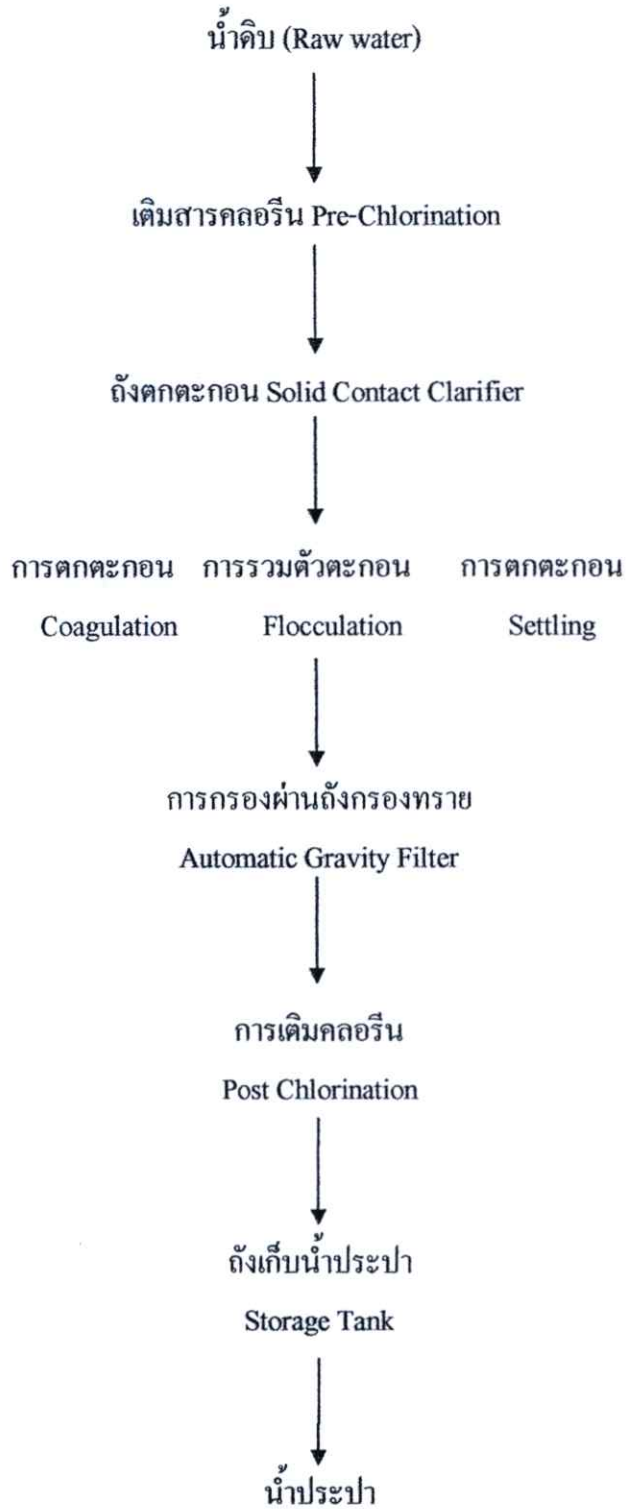 น้ำดิบ (Raw water)
เติมสารคลอรีน Pre-Chlorination
ถังตกตะกอน Solid Contact Clarifier
การตกตะกอน การรวมตัวตะกอน การตกตะกอน
Coagulation Flocculation Settling
การกรองผ่านถังกรองทราย
Automatic Gravity Filter
การเติมคลอรีน
Post Chlorination
ถังเก็บน้ำประปา
Storage Tank
น้ำประปา